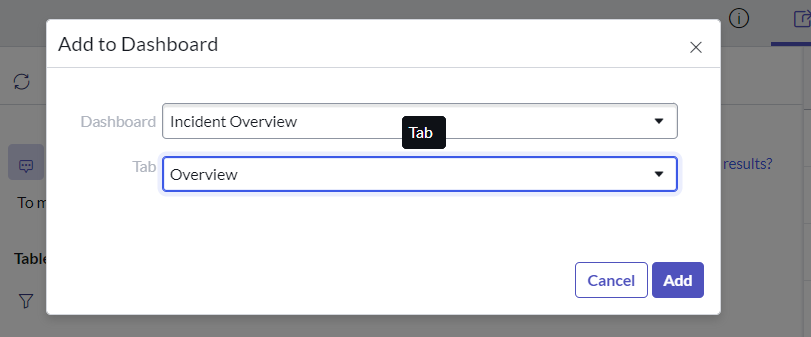 Add to Dashboard
Dashboard Incident Overview
Tab
Tab Overview
results?
To m
Table
Cancel Add